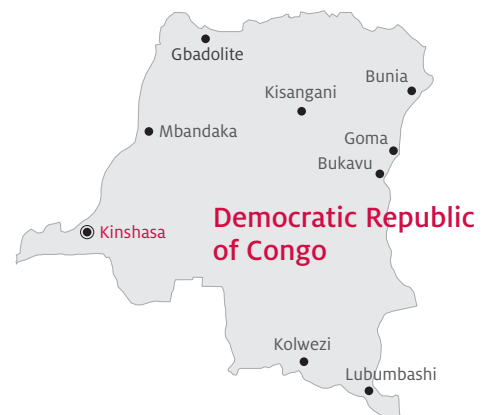 Gbadolite
Bunia
Kisangani
Mbandaka
Goma
Bukavu
Democratic Republic
of Congo
Kinshasa
Kolwezi
Lubumbashi